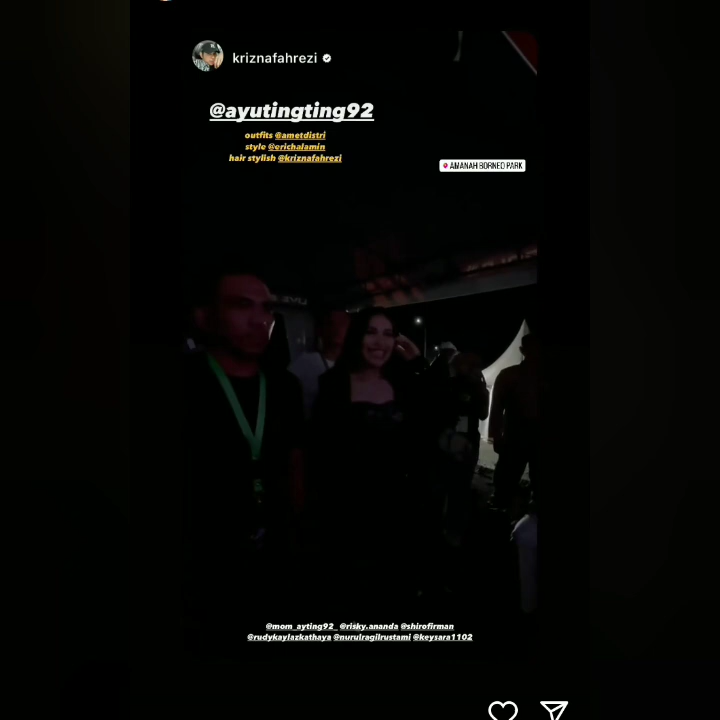 kriznafahrezi
@ayutingting92
outfits @ametdistri
style @erichalamin
hair stylish @kriznafahrezi
AMANAH BORNEO PARK
@mom_ayting92_ @risky.ananda @shirofirman
@rudykaylazkathaya @nurulragilrustami @keysara1102